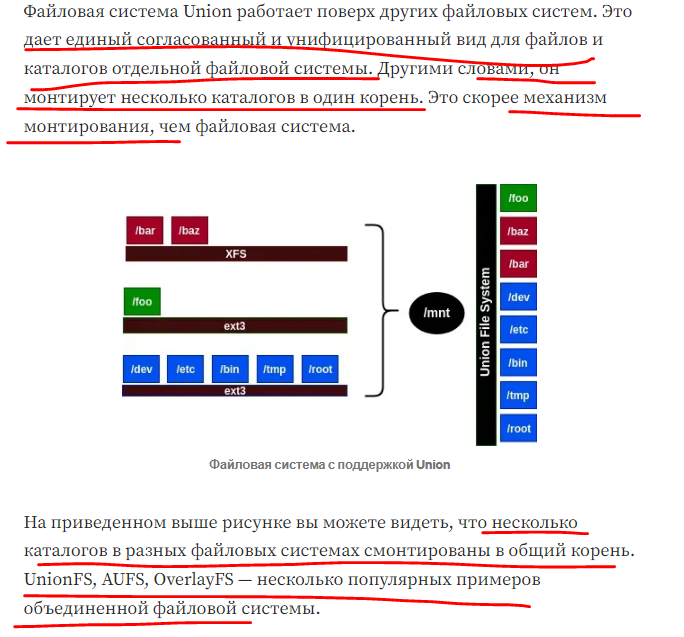 Файловая система Union работает поверх других файловых систем. Это
дает единый согласованный и унифицированный вид для файлов и
каталогов отдельной файловой системы. Другими словами, он
монтирует несколько каталогов в один корень. Это скорее механизм
монтирования, чем файловая система.
/bar /baz
XFS
/foo
ext3
/dev /etc /bin /tmp /root
ext3
/mnt
Union File System
/foo
/baz
/bar
/dev
/etc
/bin
/tmp
/root
Файловая система с поддержкой Union
На приведенном выше рисунке вы можете видеть, что несколько
каталогов в разных файловых системах смонтированы в общий корень.
UnionFS, AUFS, OverlayFS — несколько популярных примеров
объединенной файловой системы.